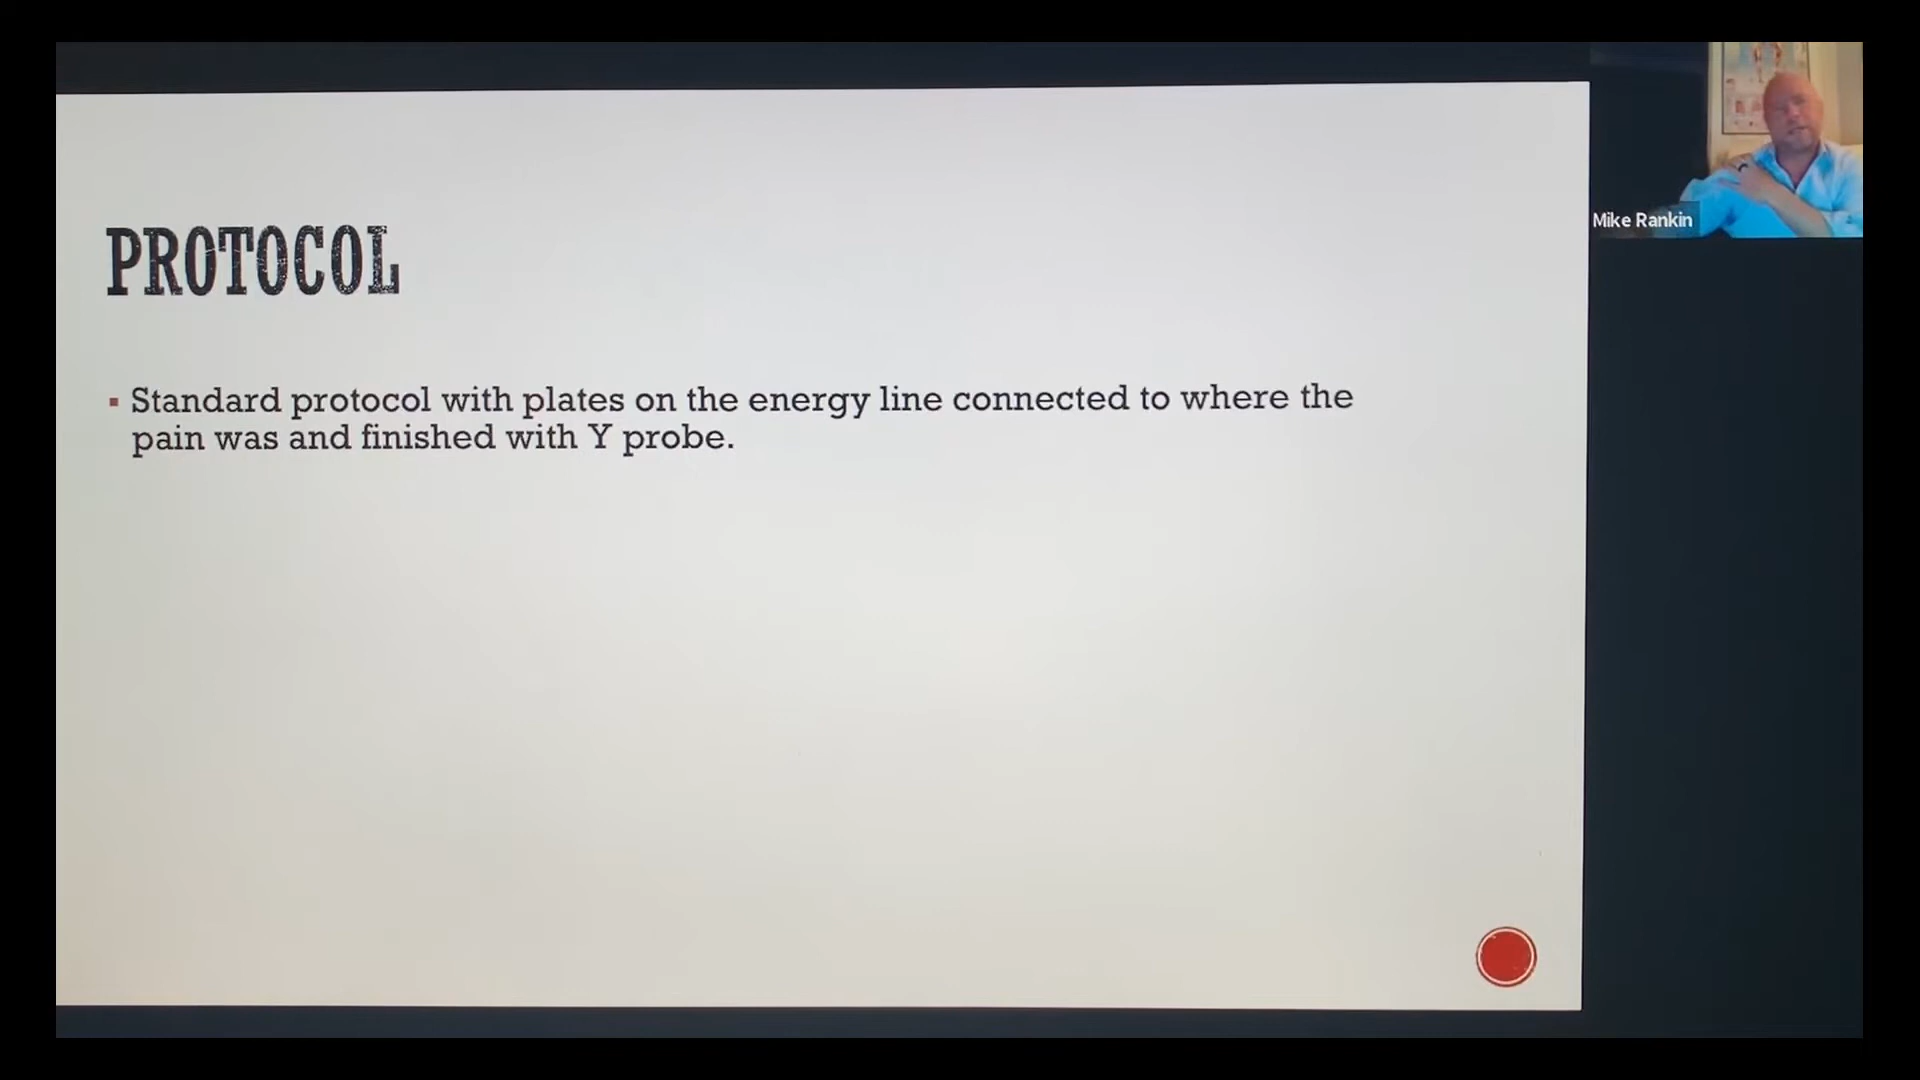 PROTOCOL
▪ Standard protocol with plates on the energy line connected to where the
pain was and finished with Y probe.
Mike Rankin